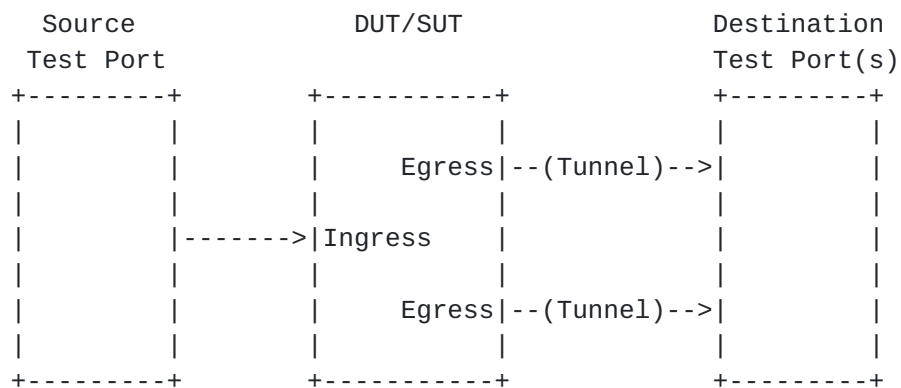 Source              DUT/SUT                Destination
 Test Port                                   Test Port(s)
+---------+        +-----------+             +---------+
|         |        |           |             |         |
|         |        |     Egress|--(Tunnel)-->|         |
|         |        |           |             |         |
|         |------->|Ingress    |             |         |
|         |        |           |             |         |
|         |        |     Egress|--(Tunnel)-->|         |
|         |        |           |             |         |
+---------+        +-----------+             +---------+